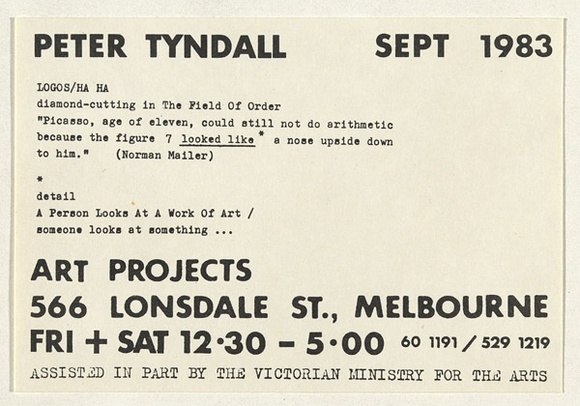 PETER TYNDALL SEPT 1983
LOGOS/HA HA
diamond-cutting in The Field Of Order
"Picasso, age of eleven, could still not do arithmetic
because the figure 7 looked like* a nose upside down
to him." (Norman Mailer)
*
detail
A Person Looks At A Work Of Art /
someone looks at something ...
ART PROJECTS
566 LONSDALE ST., MELBOURNE
FRI + SAT 12·30 – 5·00 60 1191 / 529 1219
ASSISTED IN PART BY THE VICTORIAN MINISTRY FOR THE ARTS